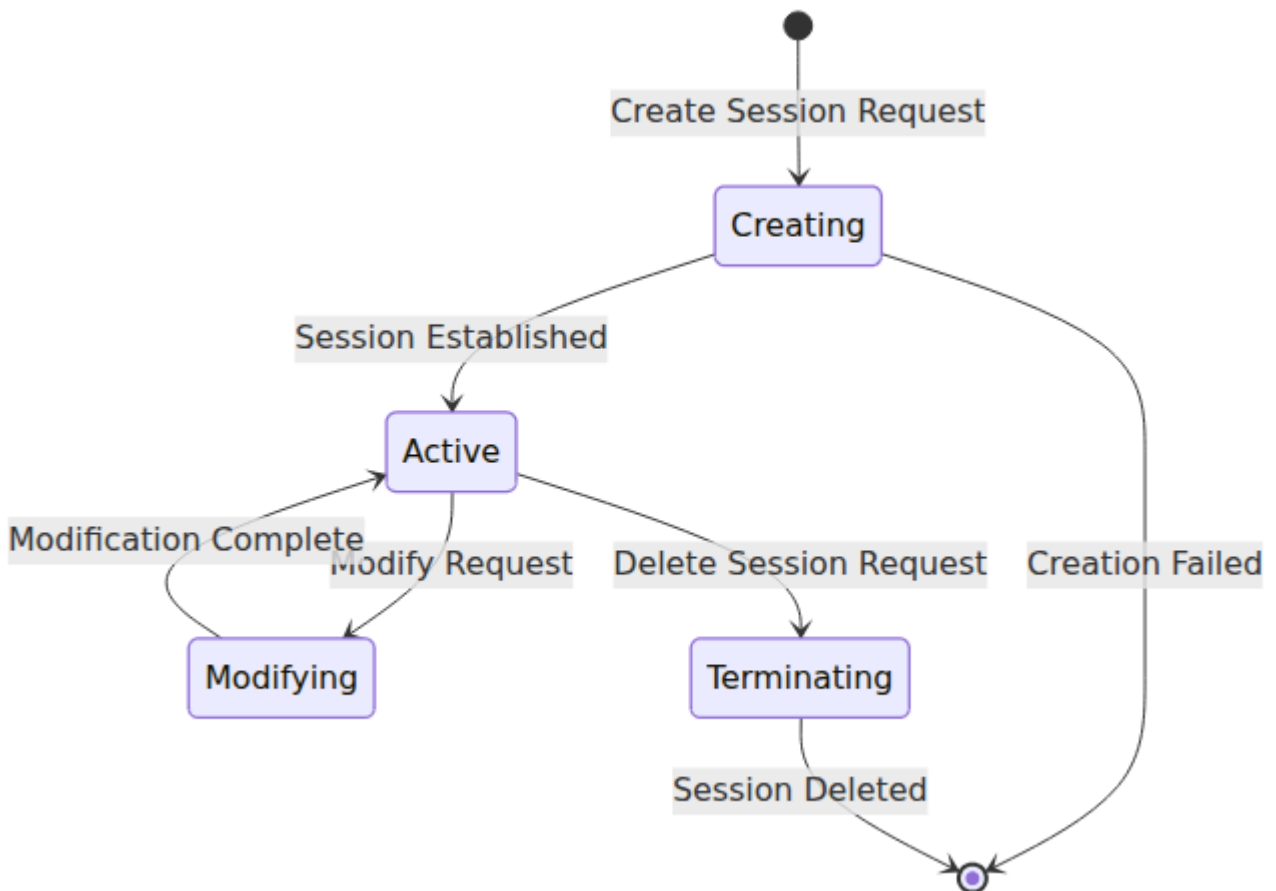 Create Session Request
Creating
Session Established
Active
Modification Complete
Modify Request
Delete Session Request
Creation Failed
Modifying
Terminating
Session Deleted